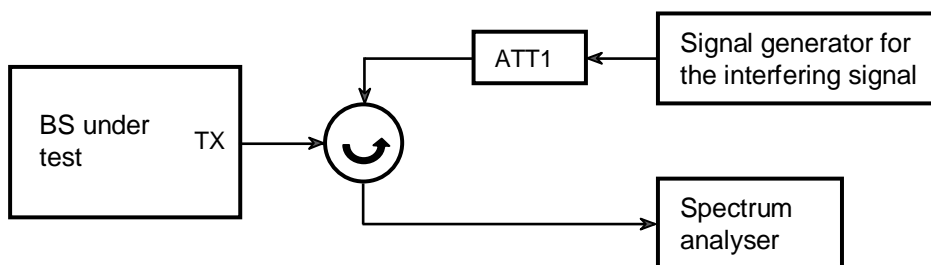 BS under
test
TX
ATT1
Signal generator for
the interfering signal
Spectrum
analyser